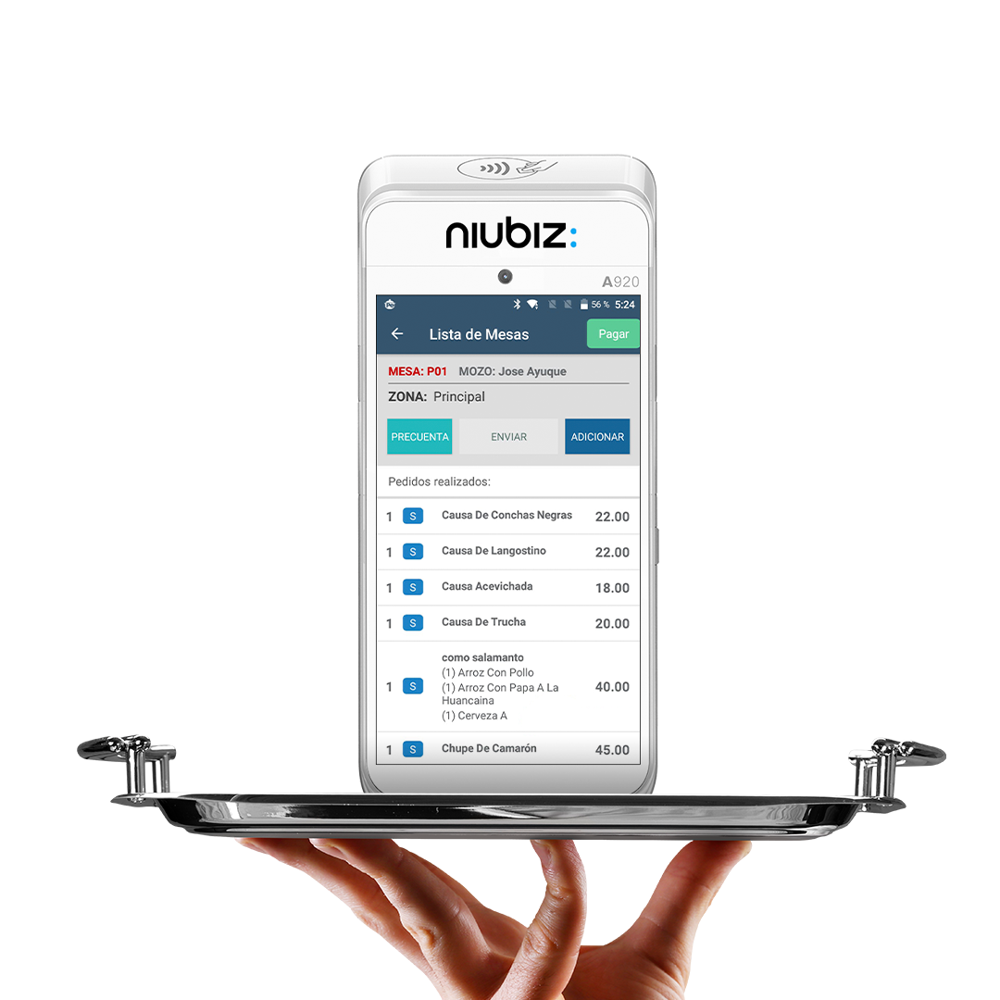 niubiz:
A920
56 % 5:24
Lista de Mesas
Pagar
MESA: P01 MOZO: Jose Ayuque
ZONA: Principal
PRECUENTA ENVIAR ADICIONAR
Pedidos realizados:
1 S Causa De Conchas Negras 22.00
1 S Causa De Langostino 22.00
1 S Causa Acevichada 18.00
1 S Causa De Trucha 20.00
como salamanto
(1) Arroz Con Pollo
1 S (1) Arroz Con Papa A La 40.00
Huancaina
(1) Cerveza A
1 S Chupe De Camarón 45.00